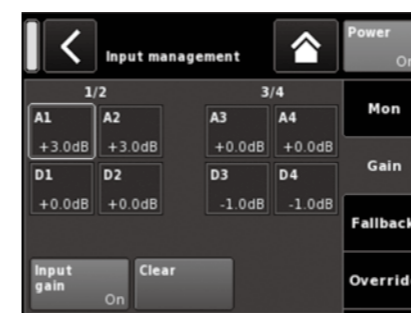 Input management
Power
On
1/2
3/4
Mon
A1 A2 A3 A4
+3.0dB +3.0dB +0.0dB +0.0dB
Gain
D1 D2 D3 D4
+0.0dB +0.0dB -1.0dB -1.0dB
Fallback
Input gain
On
Clear
Overrid